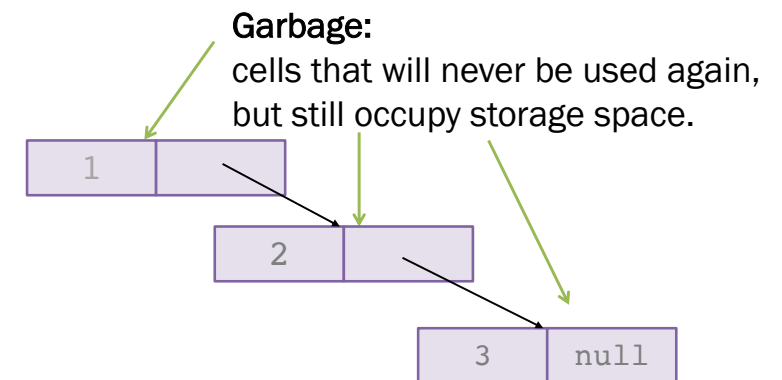 Garbage:
cells that will never be used again,
but still occupy storage space.
1
2
3 null